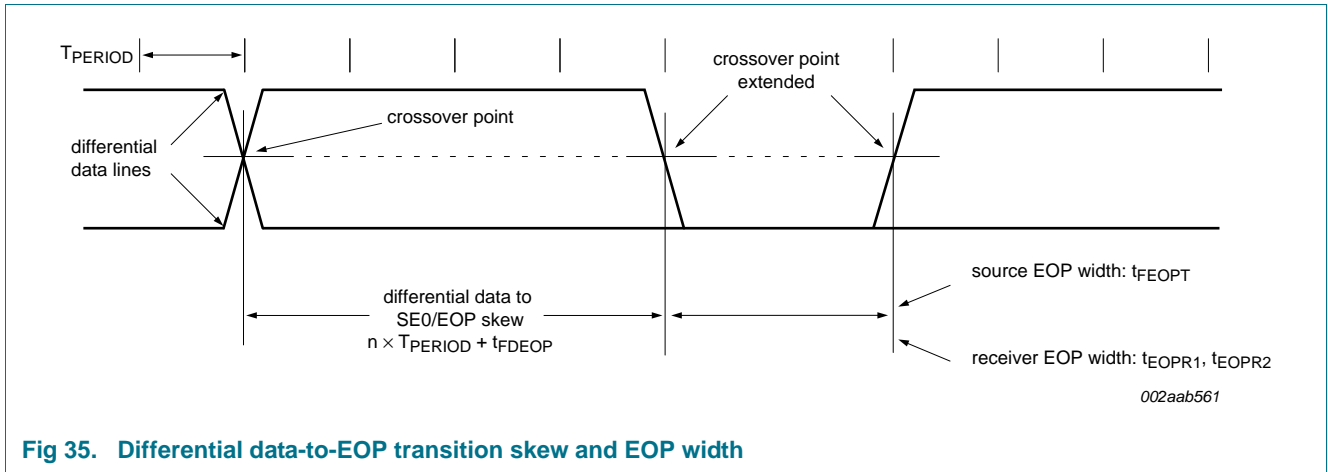 TPERIOD
crossover point
extended
crossover point
differential
data lines
differential data to
SE0/EOP skew
n × TPERIOD + tFDEOP
source EOP width: tFEOPT
receiver EOP width: tEOPR1, tEOPR2
002aab561
Fig 35. Differential data-to-EOP transition skew and EOP width